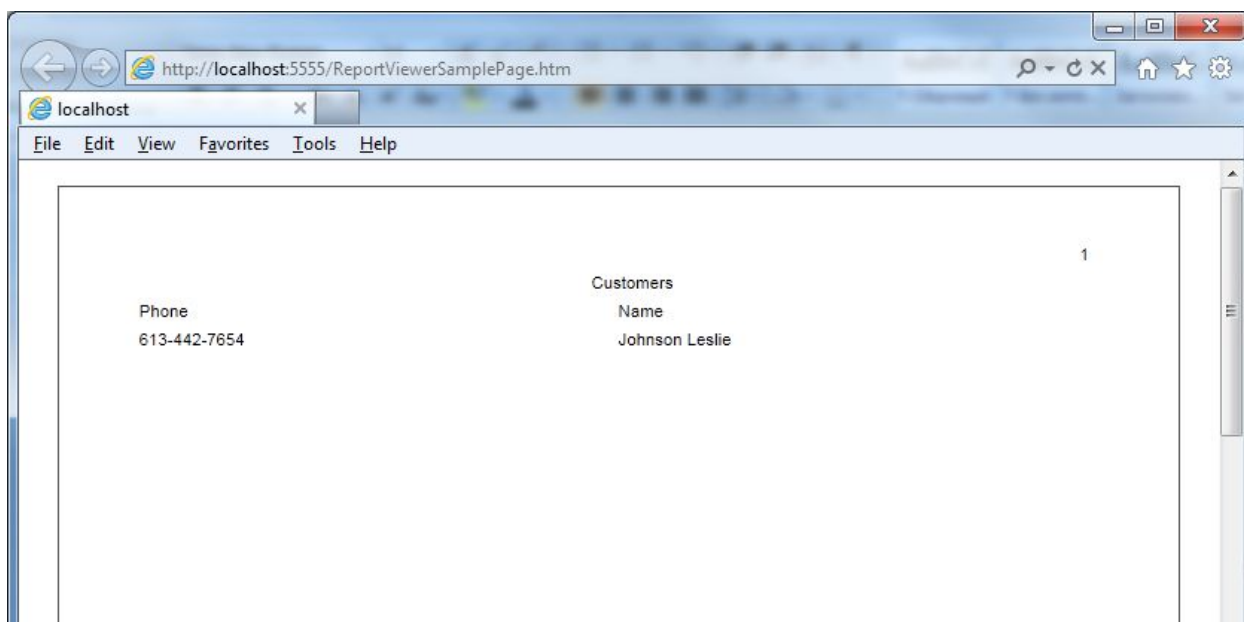 http://localhost:5555/ReportViewerSamplePage.htm
localhost
File Edit View Favorites Tools Help
1
Customers
Phone Name
613-442-7654 Johnson Leslie